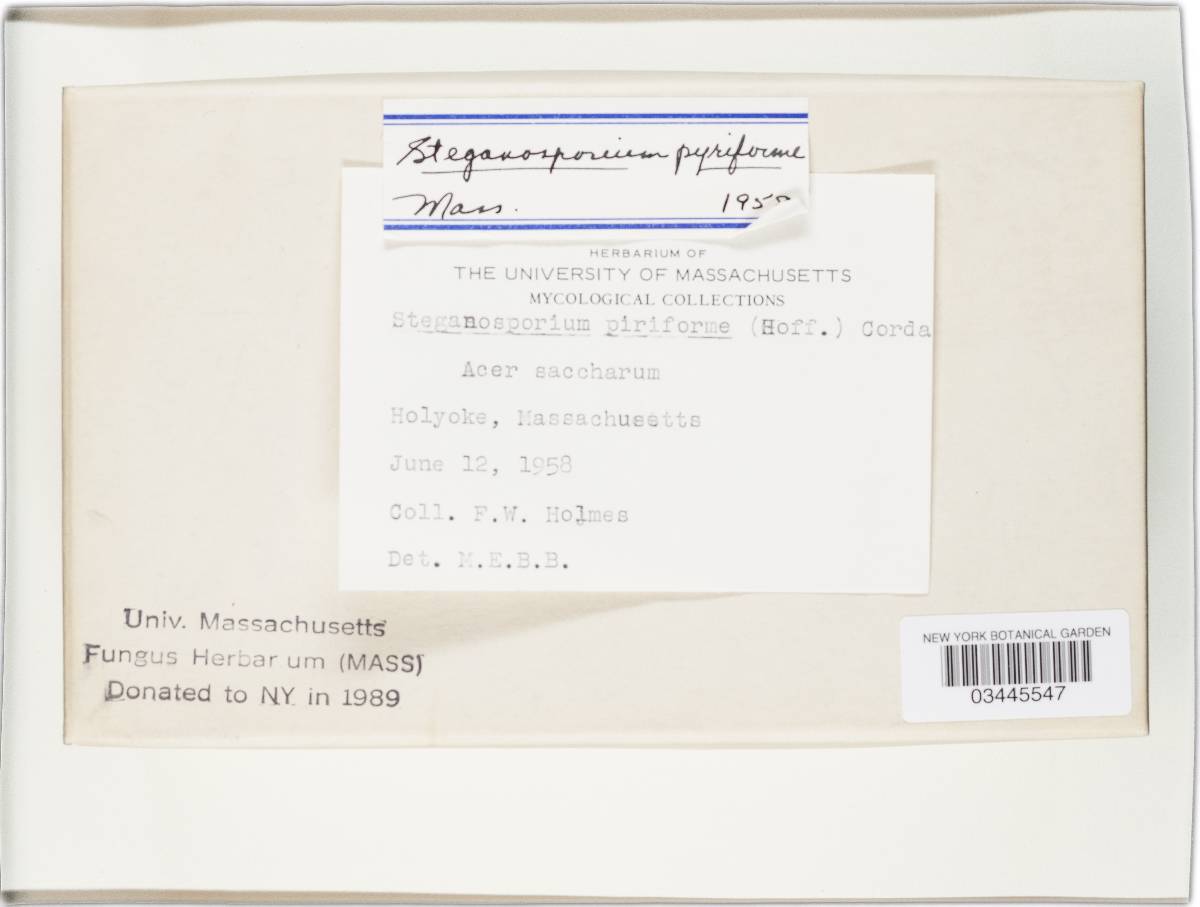 Steganosporium pyriforme
Mass. 1958
HERBARIUM OF
THE UNIVERSITY OF MASSACHUSETTS
MYCOLOGICAL COLLECTIONS
Steganosporium piriforme (Hoff.) Corda
Acer saccharum
Holyoke, Massachusetts
June 12, 1958
Coll. F.W. Holmes
Det. M.E.B.B.
Univ. Massachusetts
Fungus Herbar um (MASS)
Donated to NY in 1989
NEW YORK BOTANICAL GARDEN
03445547